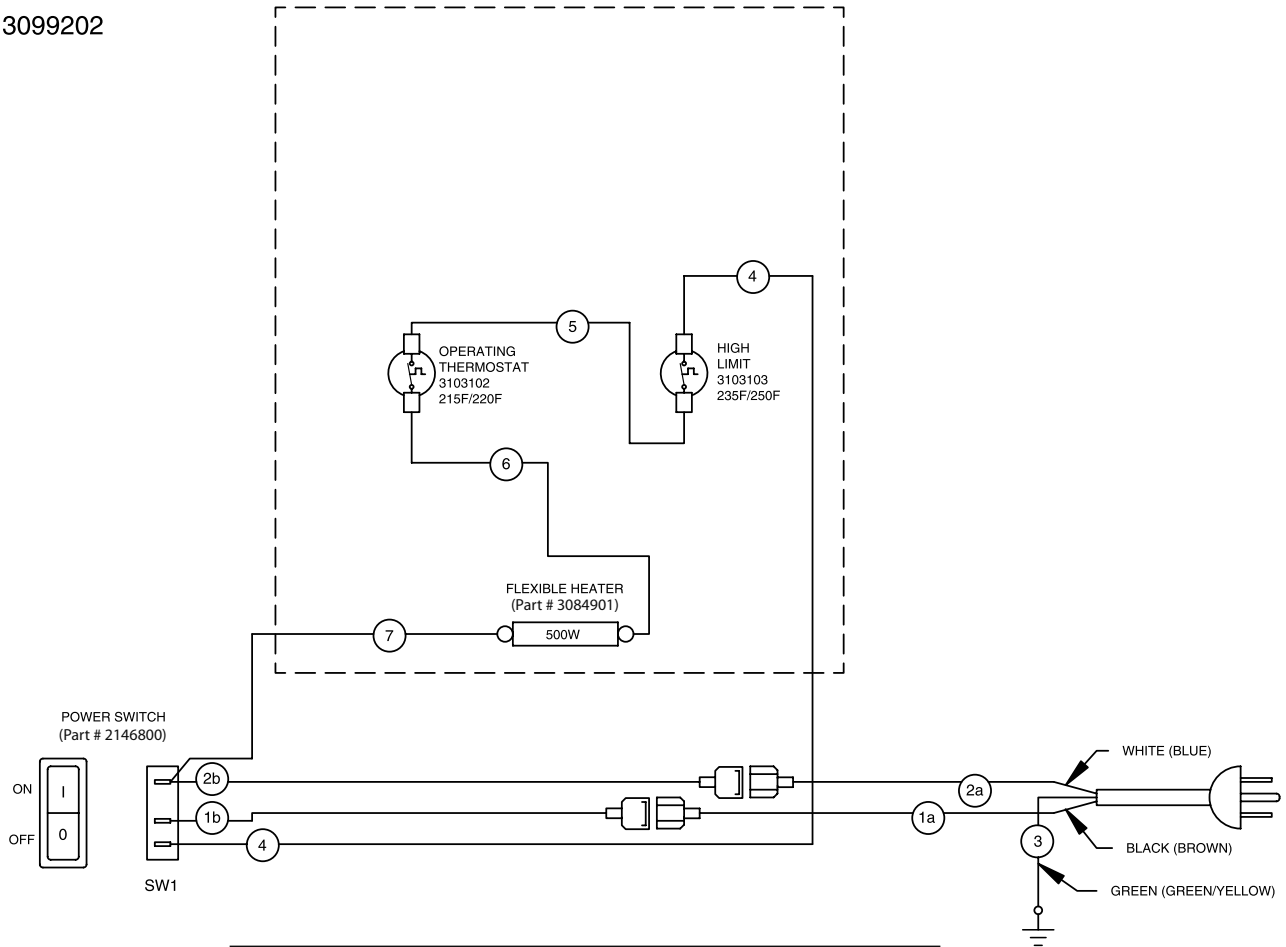 3099202
4
5
OPERATING
THERMOSTAT
3103102
215F/220F
HIGH
LIMIT
3103103
235F/250F
6
FLEXIBLE HEATER
(Part # 3084901)
7
500W
POWER SWITCH
(Part # 2146800)
WHITE (BLUE)
2b
2a
ON
I
1b
1a
OFF
0
4
3
BLACK (BROWN)
SW1
GREEN (GREEN/YELLOW)